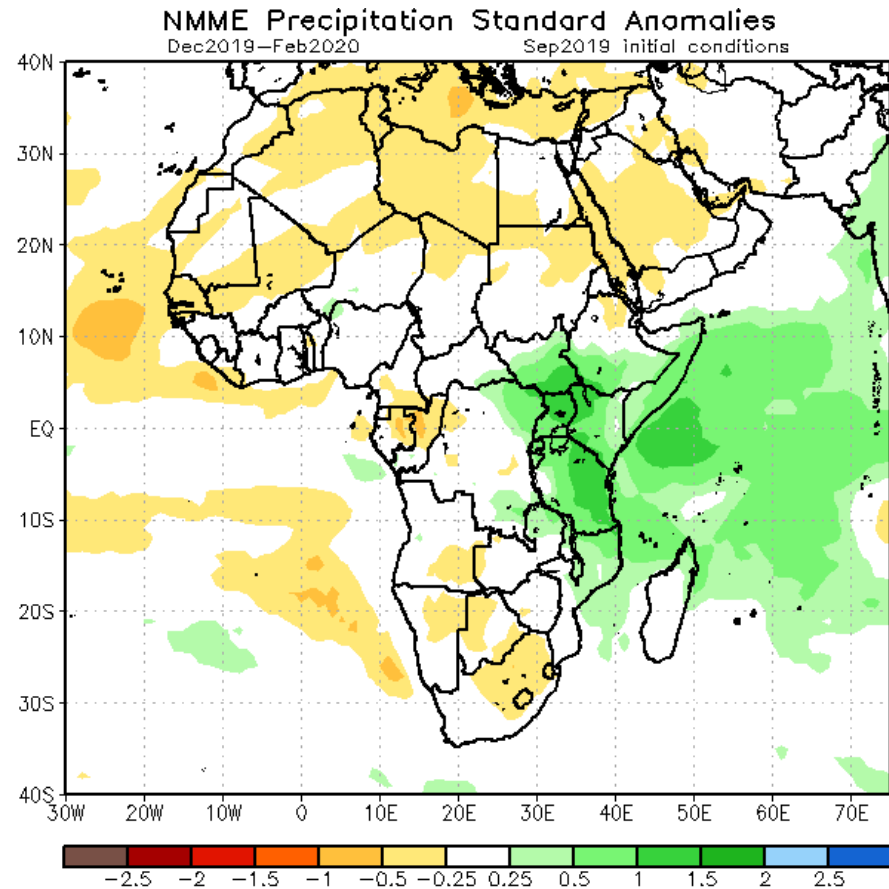 NMME Precipitation Standard Anomalies
Dec2019-Feb2020 Sep2019 initial conditions
40N
30N
20N
10N
EQ
10S
20S
30S
40S
30W 20W 10W 0 10E 20E 30E 40E 50E 60E 70E
-2.5 -2 -1.5 -1 -0.5 -0.25 0.25 0.5 1 1.5 2 2.5